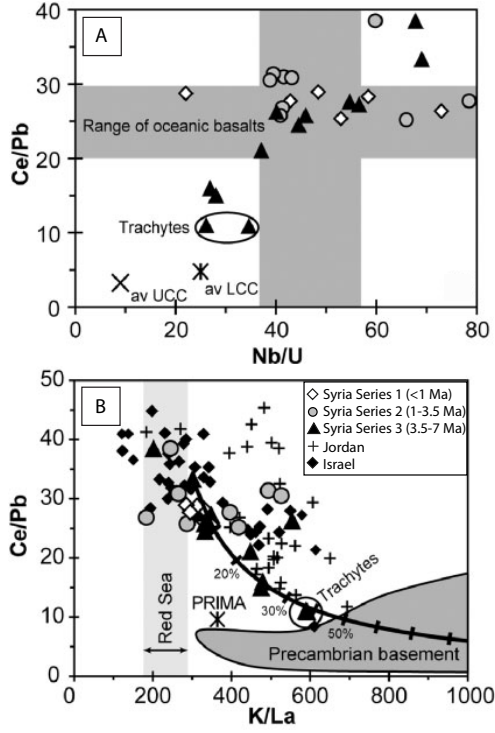 A
40
30
20
10
0
Ce/Pb
Range of oceanic basalts
Trachytes
av UCC
av LCC
0 20 40 60 80
Nb/U
B
50
40
30
20
10
0
Ce/Pb
Syria Series 1 (<1 Ma)
Syria Series 2 (1-3.5 Ma)
Syria Series 3 (3.5-7 Ma)
Jordan
Israel
Red Sea
PRIMA
20%
30%
50%
Trachytes
Precambrian basement
0 200 400 600 800 1000
K/La